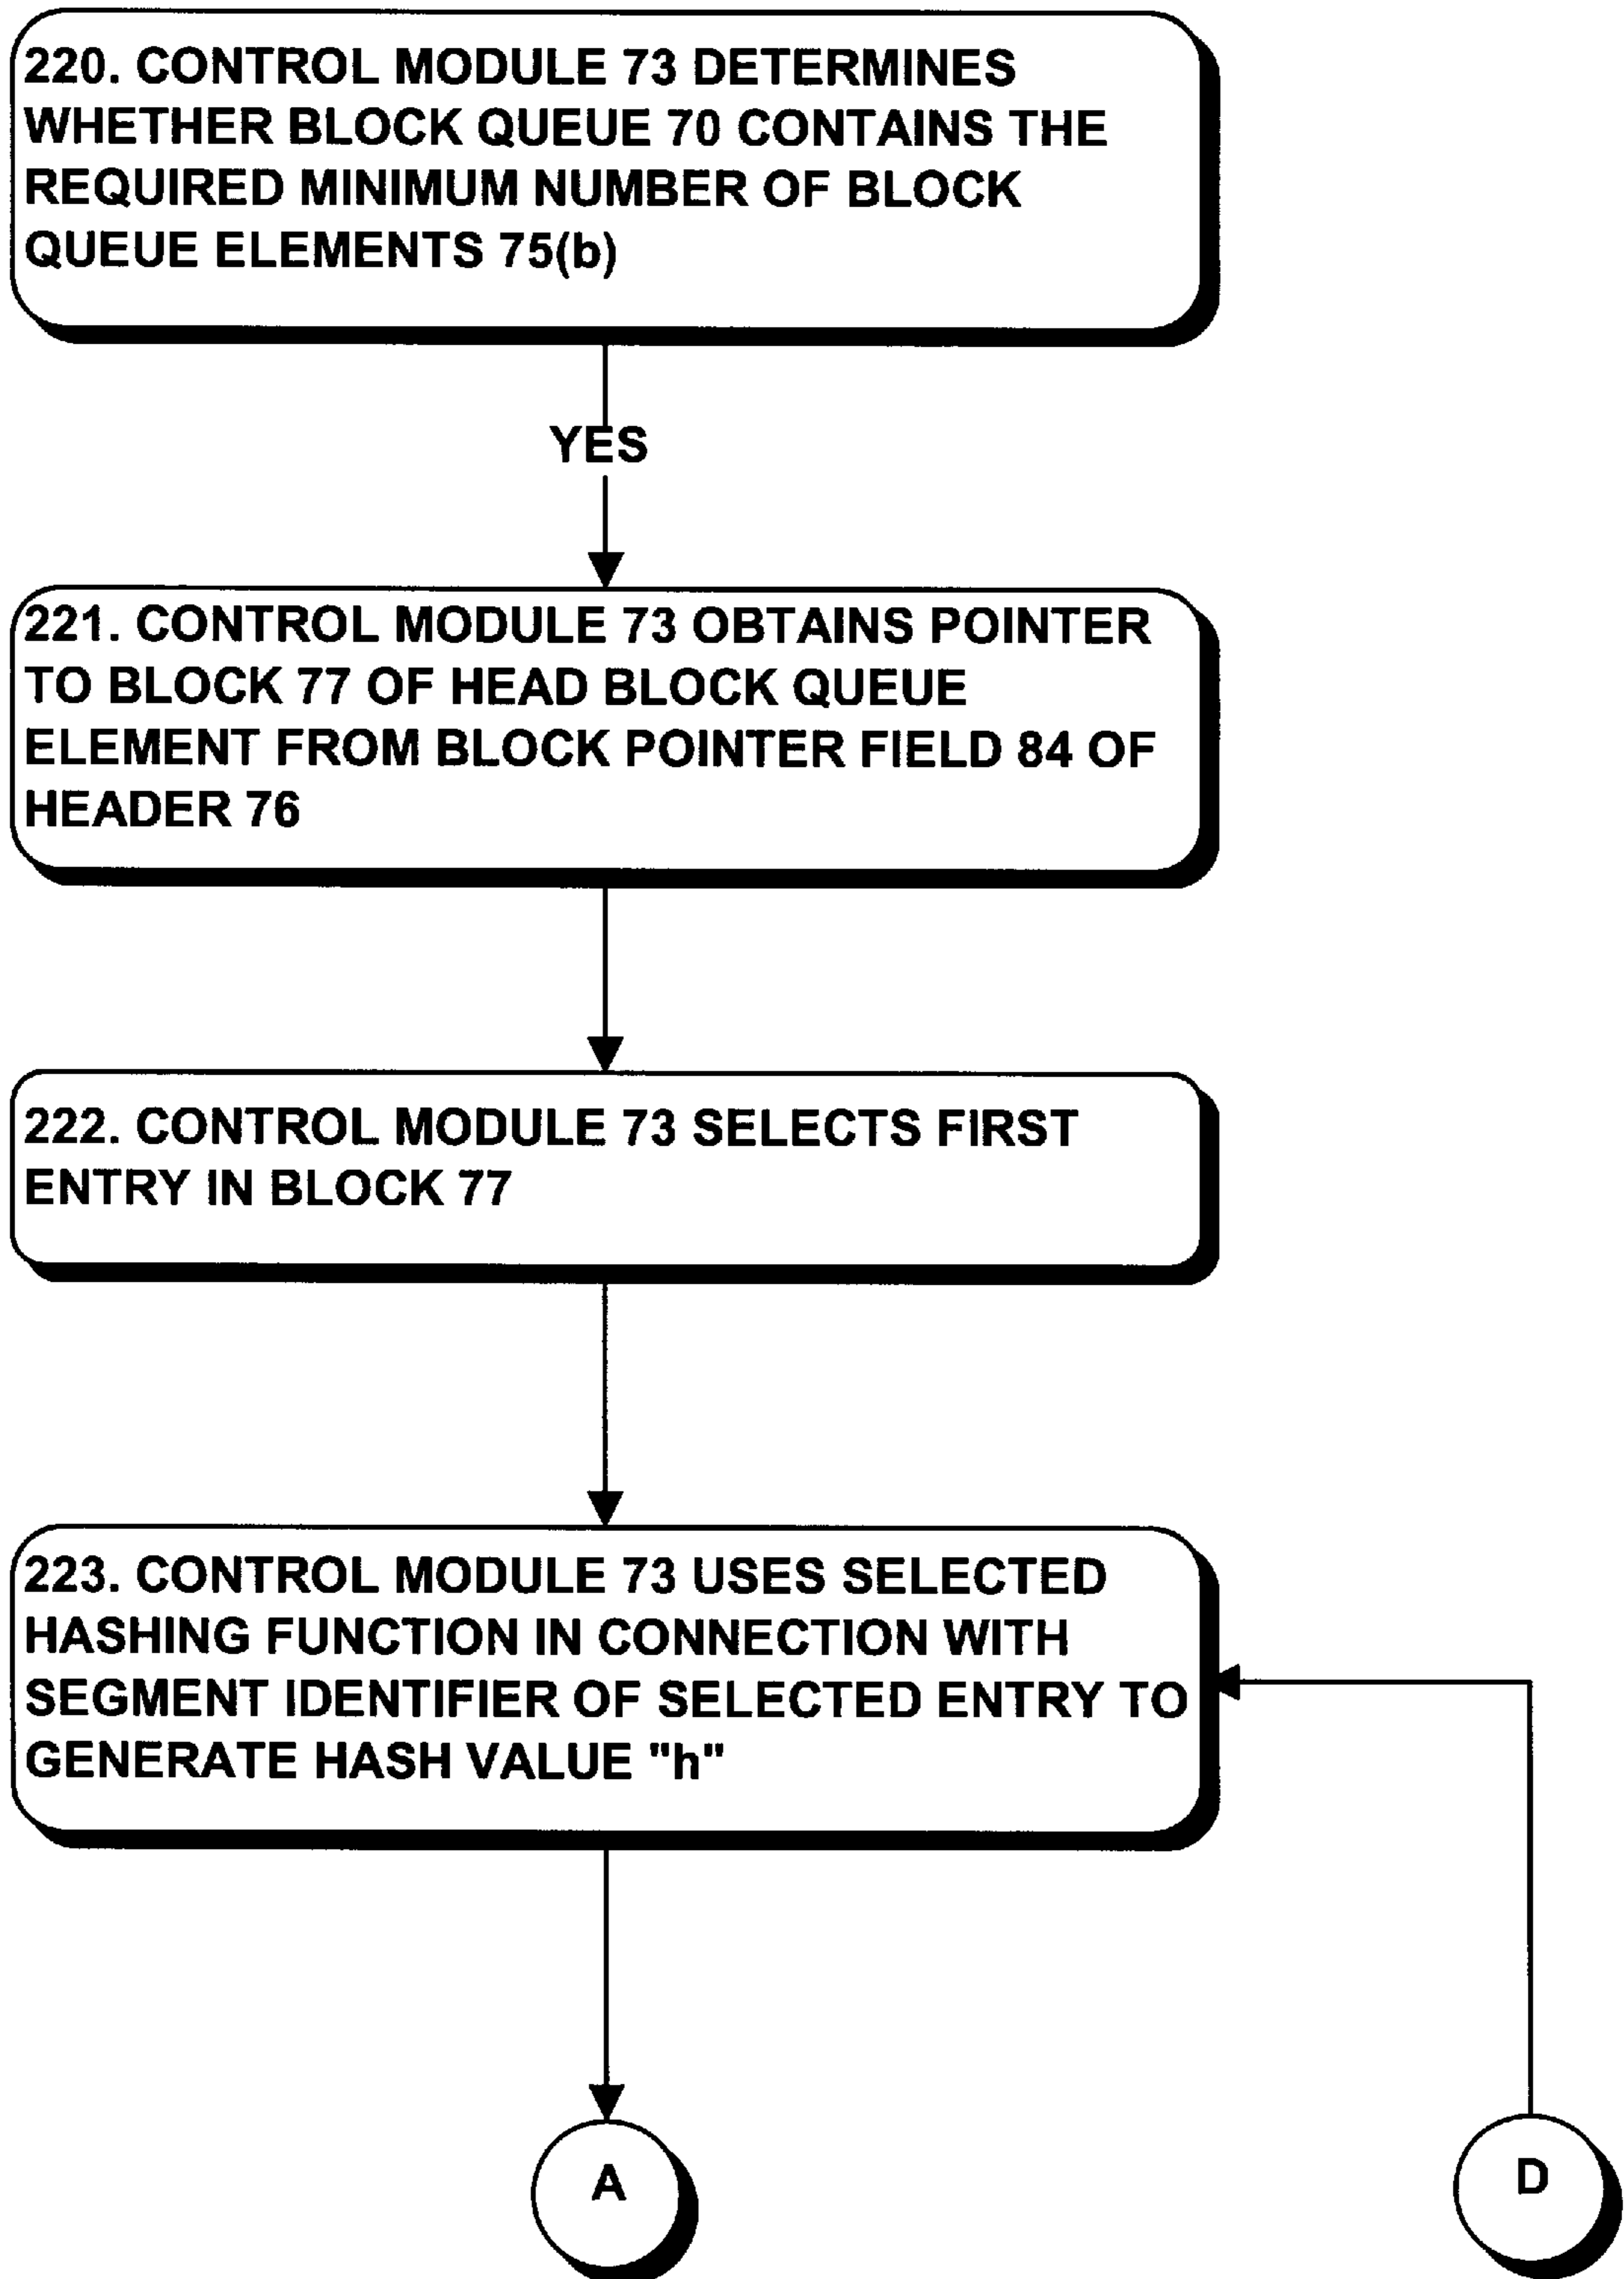 220. CONTROL MODULE 73 DETERMINES
WHETHER BLOCK QUEUE 70 CONTAINS THE
REQUIRED MINIMUM NUMBER OF BLOCK
QUEUE ELEMENTS 75(b)
YES
221. CONTROL MODULE 73 OBTAINS POINTER
TO BLOCK 77 OF HEAD BLOCK QUEUE
ELEMENT FROM BLOCK POINTER FIELD 84 OF
HEADER 76
222. CONTROL MODULE 73 SELECTS FIRST
ENTRY IN BLOCK 77
223. CONTROL MODULE 73 USES SELECTED
HASHING FUNCTION IN CONNECTION WITH
SEGMENT IDENTIFIER OF SELECTED ENTRY TO
GENERATE HASH VALUE "h"
A
D